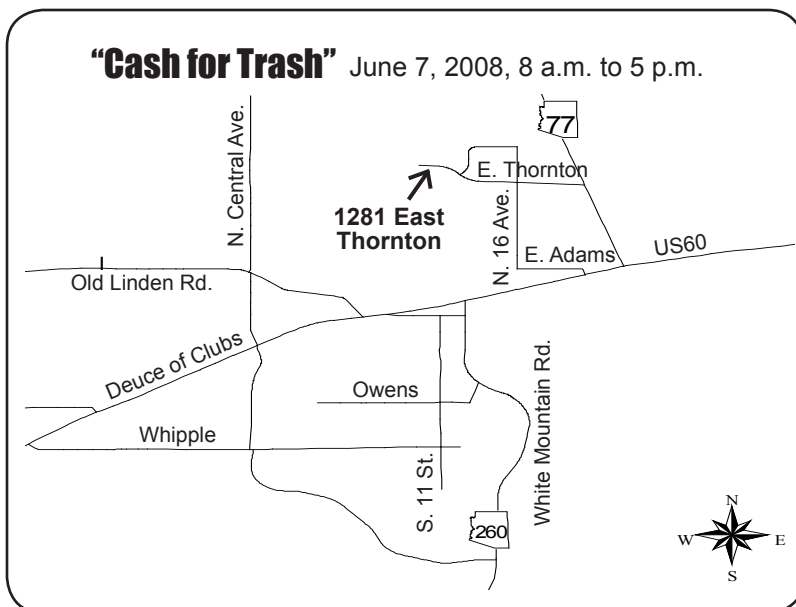 “Cash for Trash” June 7, 2008, 8 a.m. to 5 p.m.
N. Central Ave.
77
E. Thornton
1281 East
Thornton
N. 16 Ave.
E. Adams
US60
Old Linden Rd.
Deuce of Clubs
Owens
White Mountain Rd.
Whipple
S. 11 St.
260
N
W
E
S